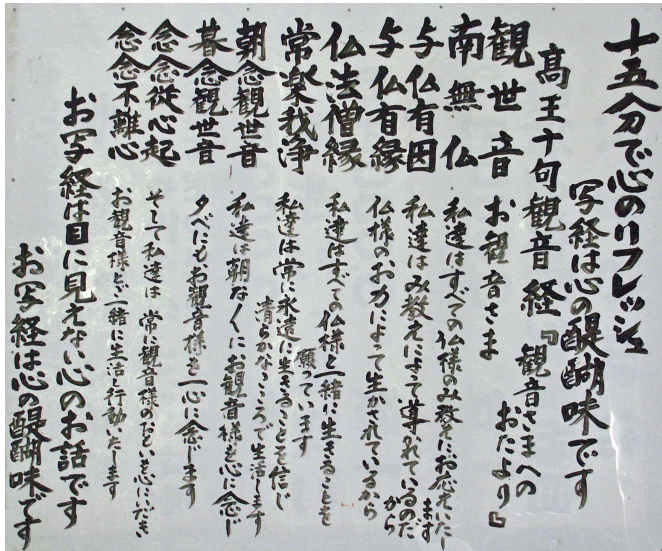 十五分で心のリフレッシュ
写経は心の醍醐味です
高王十句観音経『観音さまへの
おたより』
観世音 お観音さま
南無仏 私達はすべての仏様のみ教えにお応えいたし
ます
与仏有因 私達はみ教えによって導かれているのだ
から
与仏有縁 仏様のお力によって生かされているから
仏法僧縁 私達はすべての仏様と一緒に生きることを
願っています
常楽我浄 私達は常に永遠に生きることを信じ
清らかなこころで生活します
朝念観世音 私達は朝なくにお観音様を心に念じ
暮念観世音 夕べにもお観音様を一心に念じます
念念従心起 そして私達は常に観音様のおもいを心にいだき
念念不離心 お観音様と一緒に生活し行動いたします
お写経は目に見えない心のお話です
お写経は心の醍醐味です